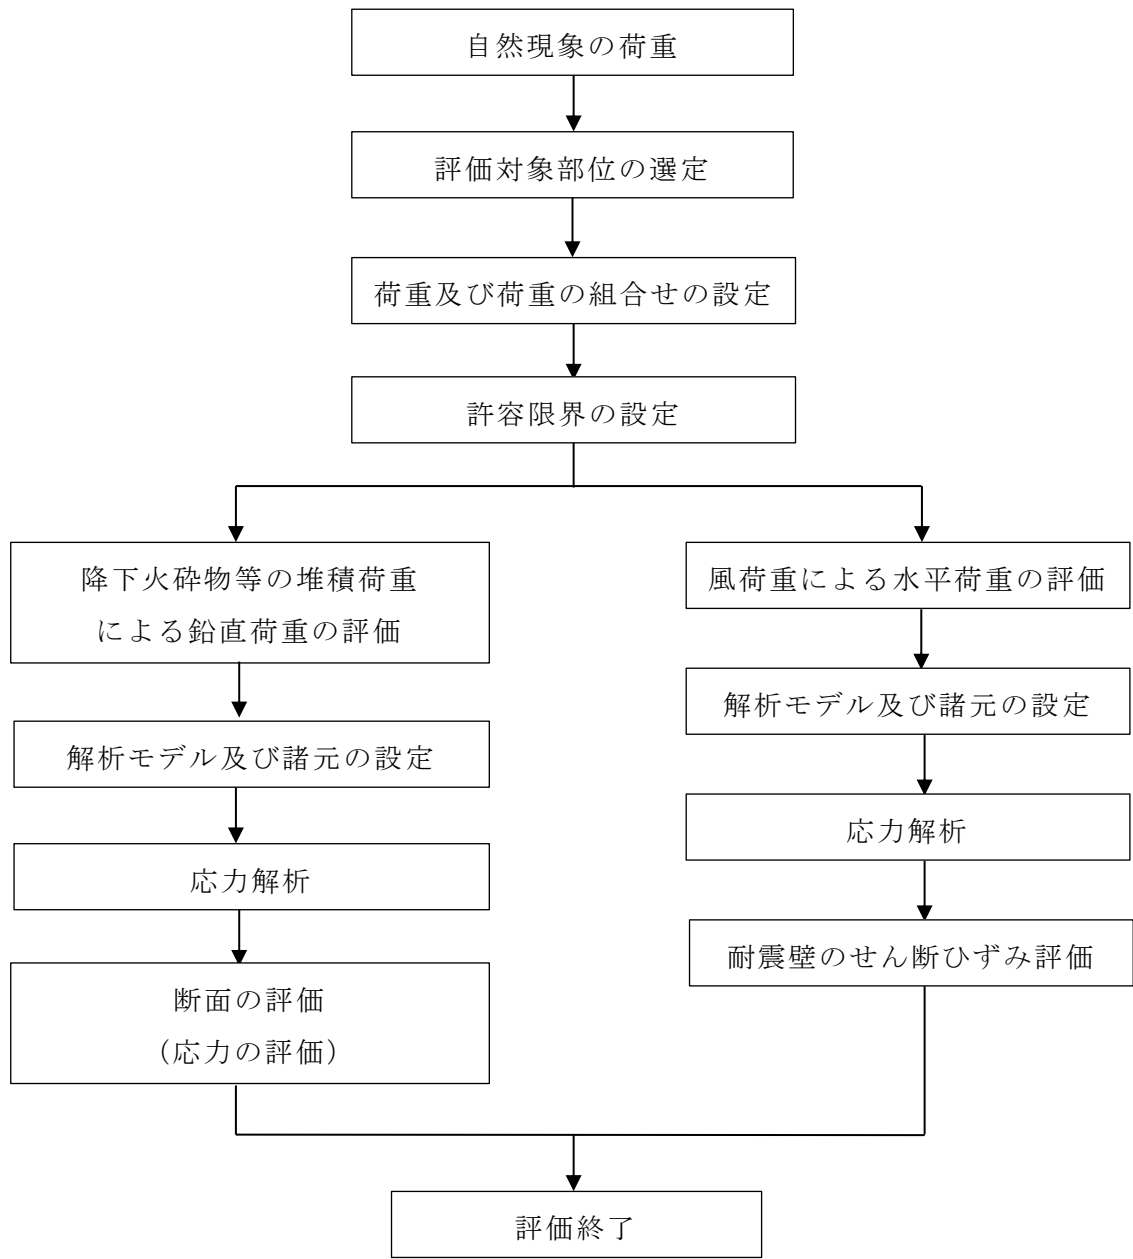 自然現象の荷重
評価対象部位の選定
荷重及び荷重の組合せの設定
許容限界の設定
降下火砕物等の堆積荷重
による鉛直荷重の評価
解析モデル及び諸元の設定
応力解析
断面の評価
（応力の評価）
風荷重による水平荷重の評価
解析モデル及び諸元の設定
応力解析
耐震壁のせん断ひずみ評価
評価終了